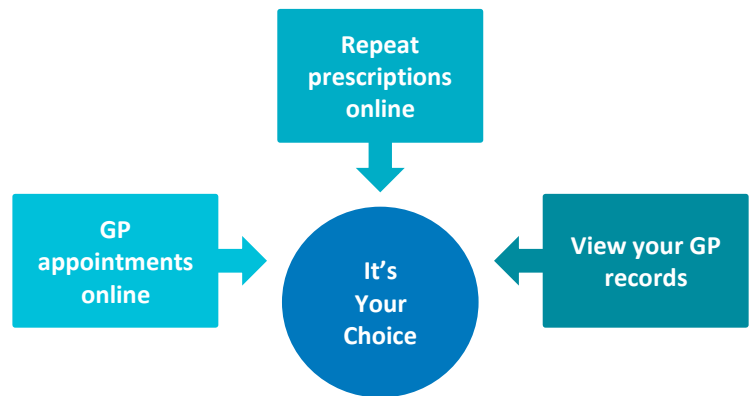 Repeat
prescriptions
online
GP
appointments
online
It’s
Your
Choice
View your GP
records